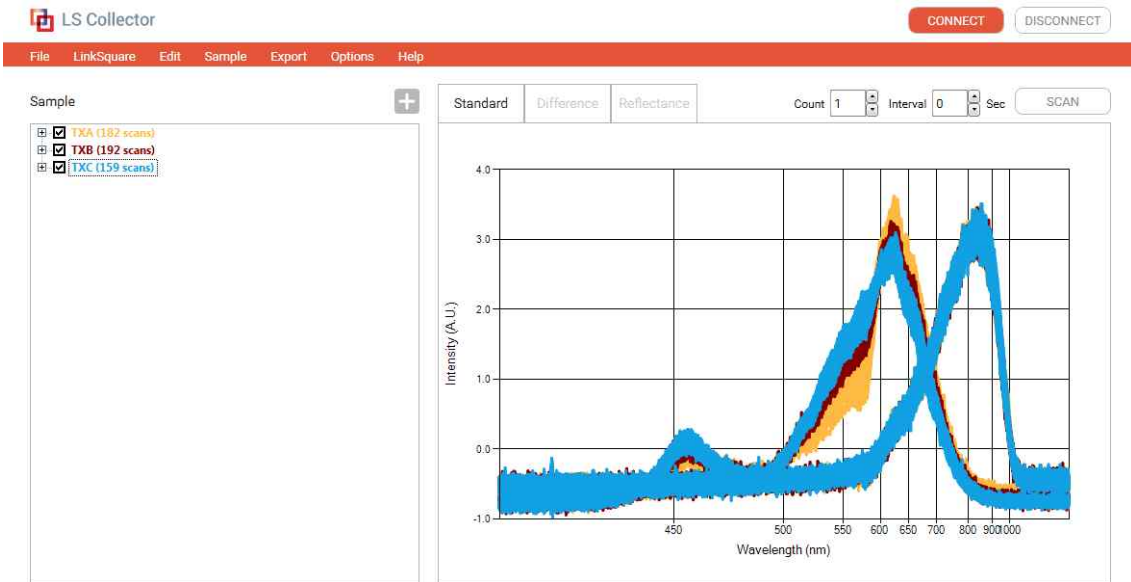 LS Collector
CONNECT
DISCONNECT
File LinkSquare Edit Sample Export Options Help
Sample
Standard Difference Reflectance
Count 1 Interval 0 Sec SCAN
TXA (182 scans)
TXB (192 scans)
TXC (159 scans)
4.0
3.0
2.0
1.0
0.0
-1.0
Intensity (A.U.)
450 500 550 600 650 700 800 900 1000
Wavelength (nm)